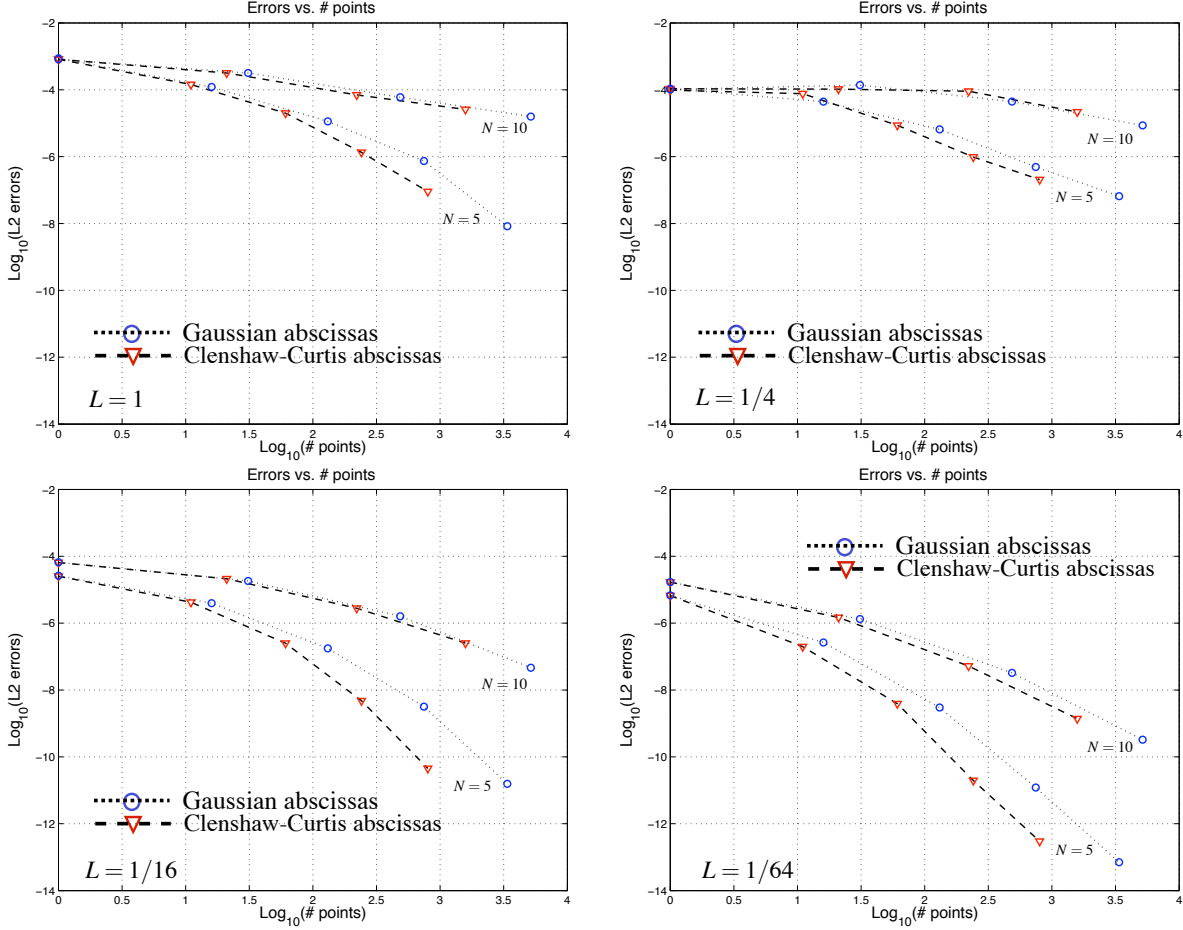 Errors vs. # points
−2
−4
−6
−8
−10
−12
−14
Log10(L2 errors)
N = 10
N = 5
Gaussian abscissas
Clenshaw-Curtis abscissas
L = 1
0
0.5
1
1.5
2
2.5
3
3.5
4
Log10(# points)
Errors vs. # points
−2
−4
−6
−8
−10
−12
−14
Log10(L2 errors)
N = 10
N = 5
Gaussian abscissas
Clenshaw-Curtis abscissas
L = 1/4
0
0.5
1
1.5
2
2.5
3
3.5
4
Log10(# points)
Errors vs. # points
−2
−4
−6
−8
−10
−12
−14
Log10(L2 errors)
N = 10
N = 5
Gaussian abscissas
Clenshaw-Curtis abscissas
L = 1/16
0
0.5
1
1.5
2
2.5
3
3.5
4
Log10(# points)
Errors vs. # points
−2
−4
−6
−8
−10
−12
−14
Log10(L2 errors)
Gaussian abscissas
Clenshaw-Curtis abscissas
N = 10
N = 5
L = 1/64
0
0.5
1
1.5
2
2.5
3
3.5
4
Log10(# points)